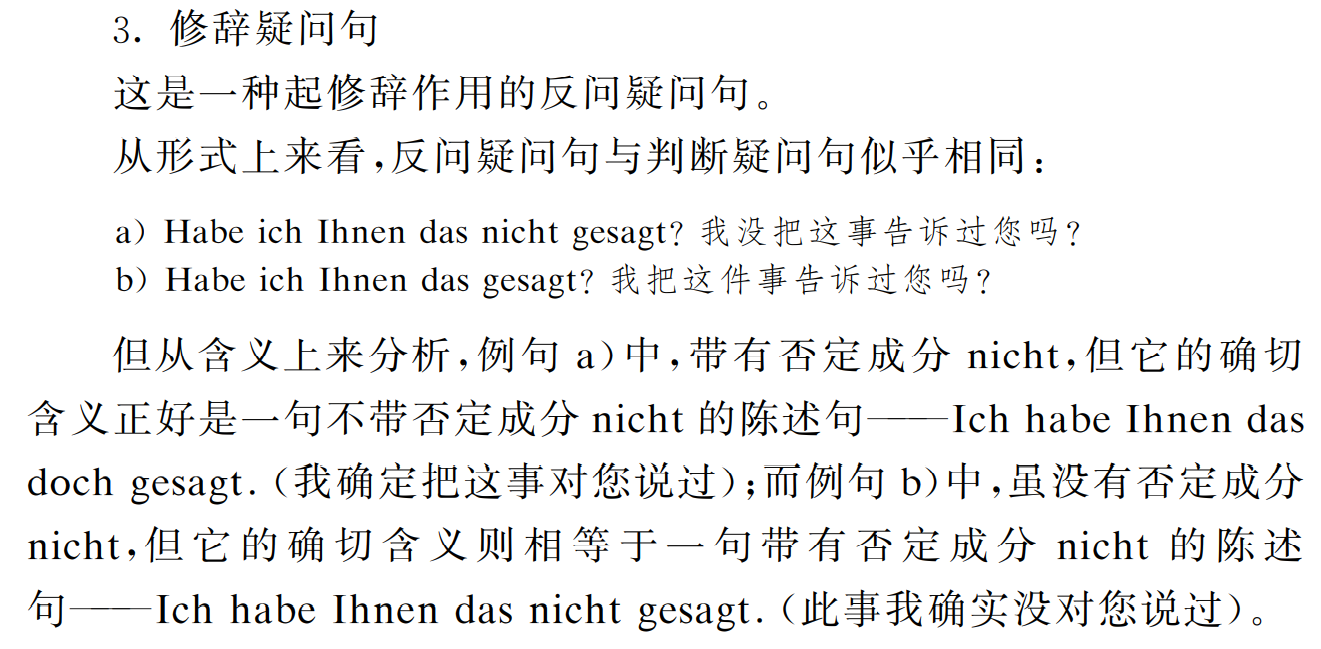 3. 修辞疑问句
这是一种起修辞作用的反问疑问句。
从形式上来看,反问疑问句与判断疑问句似乎相同:
a) Habe ich Ihnen das nicht gesagt? 我没把这事告诉过您吗?
b) Habe ich Ihnen das gesagt? 我把这件事告诉过您吗?
但从含义上来分析,例句 a)中,带有否定成分 nicht,但它的确切
含义正好是一句不带否定成分 nicht 的陈述句——Ich habe Ihnen das
doch gesagt.(我确定把这事对您说过);而例句 b)中,虽没有否定成分
nicht,但它的确切含义则相等于一句带有否定成分 nicht 的陈述
句——Ich habe Ihnen das nicht gesagt.(此事我确实没对您说过)。